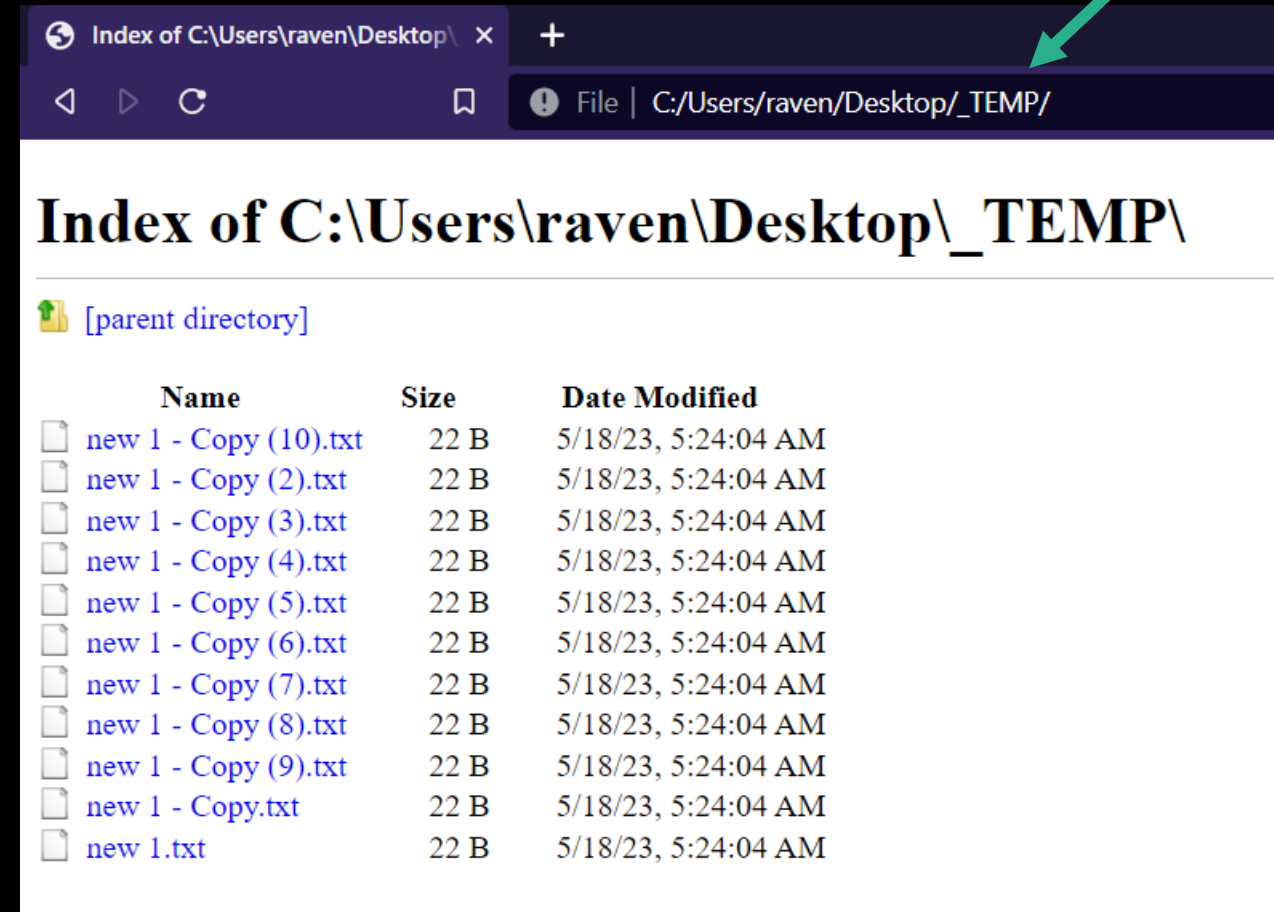 Index of C:\Users\raven\Desktop\
File | C:/Users/raven/Desktop/_TEMP/
Index of C:\Users\raven\Desktop\_TEMP\
[parent directory]
Name Size Date Modified
new 1 - Copy (10).txt 22 B 5/18/23, 5:24:04 AM
new 1 - Copy (2).txt 22 B 5/18/23, 5:24:04 AM
new 1 - Copy (3).txt 22 B 5/18/23, 5:24:04 AM
new 1 - Copy (4).txt 22 B 5/18/23, 5:24:04 AM
new 1 - Copy (5).txt 22 B 5/18/23, 5:24:04 AM
new 1 - Copy (6).txt 22 B 5/18/23, 5:24:04 AM
new 1 - Copy (7).txt 22 B 5/18/23, 5:24:04 AM
new 1 - Copy (8).txt 22 B 5/18/23, 5:24:04 AM
new 1 - Copy (9).txt 22 B 5/18/23, 5:24:04 AM
new 1 - Copy.txt 22 B 5/18/23, 5:24:04 AM
new 1.txt 22 B 5/18/23, 5:24:04 AM